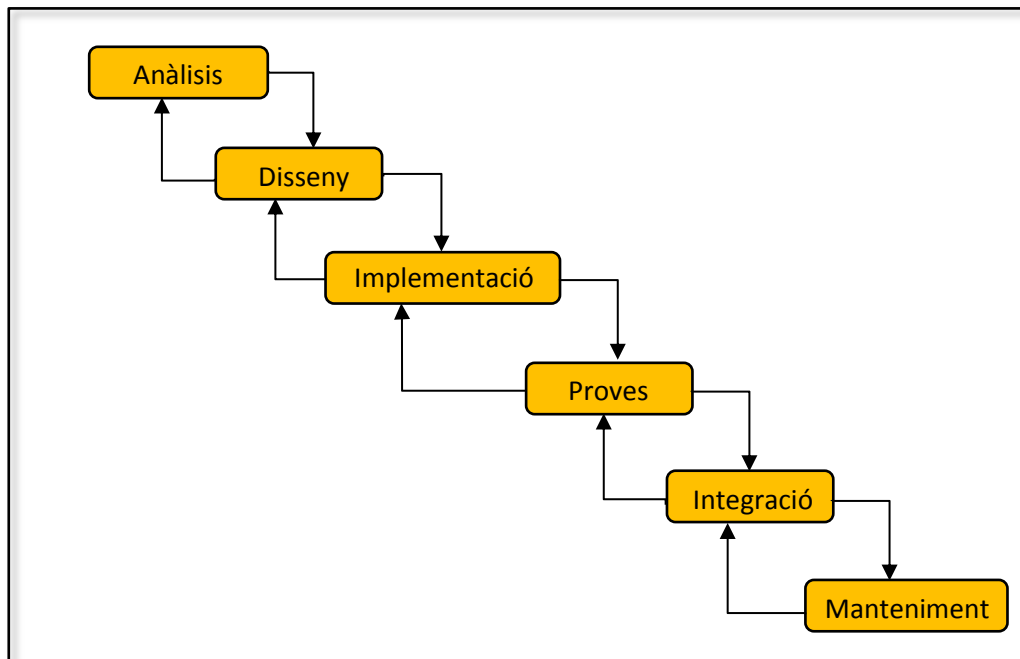 Anàlisis
Disseny
Implementació
Proves
Integració
Manteniment